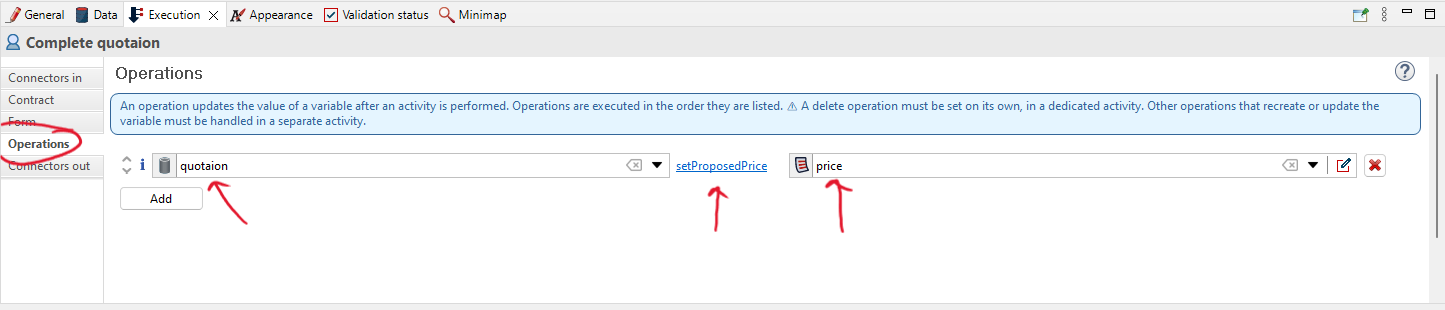 General Data Execution Appearance Validation status Minimap
Complete quotaion
Connectors in
Contract
Form
Operations
Connectors out
Operations
An operation updates the value of a variable after an activity is performed. Operations are executed in the order they are listed. ⚠ A delete operation must be set on its own, in a dedicated activity. Other operations that recreate or update the
variable must be handled in a separate activity.
quotaion setProposedPrice price
Add